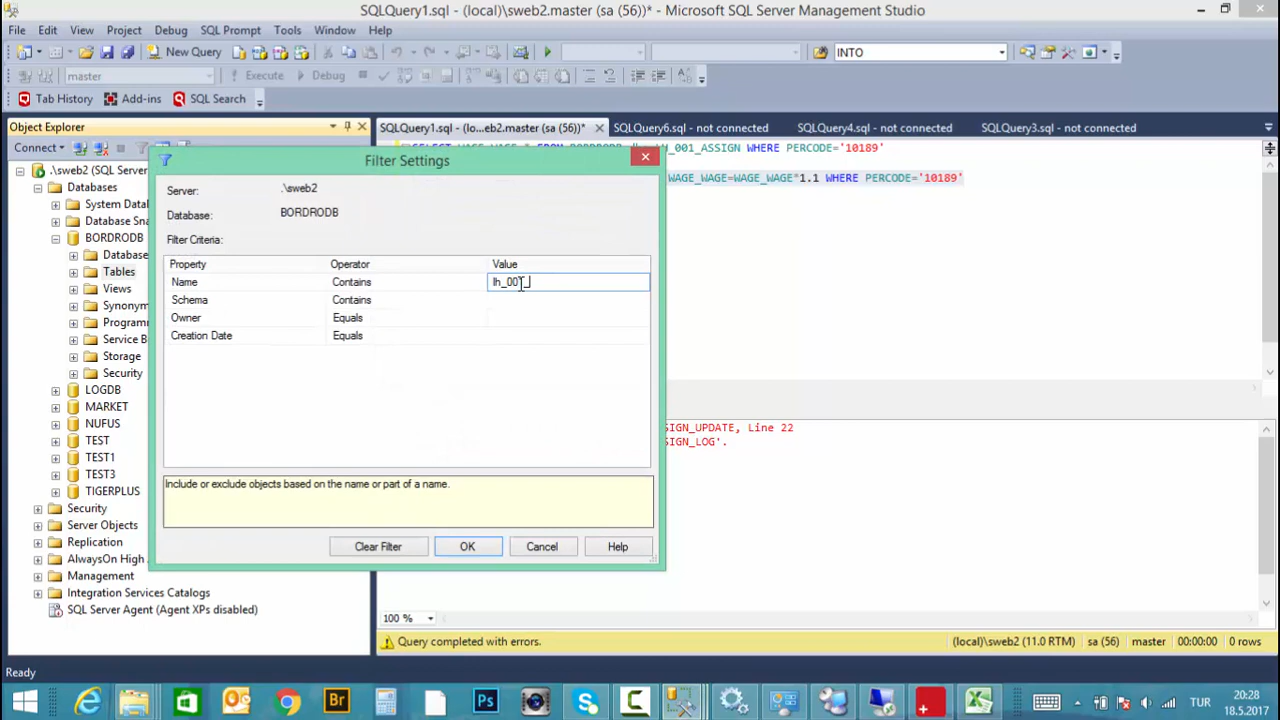 SQLQuery1.sql - (local)\sweb2.master (sa (56))* - Microsoft SQL Server Management Studio
File Edit View Project Debug SQL Prompt Tools Window Help
New Query INTO
master Execute Debug
Tab History Add-ins SQL Search
Object Explorer
SQLQuery1.sql - (lo...eb2.master (sa (56))* SQLQuery6.sql - not connected SQLQuery4.sql - not connected SQLQuery3.sql - not connected
Connect
_001_ASSIGN WHERE PERCODE='10189'
WAGE_WAGE=WAGE_WAGE*1.1 WHERE PERCODE='10189'
.\sweb2 (SQL Server
Databases
System Datab
Database Sna
BORDRODB
Database
Tables
Views
Synonym
Programm
Service B
Storage
Security
LOGDB
MARKET
NUFUS
TEST
TEST1
TEST3
TIGERPLUS
Security
Server Objects
Replication
AlwaysOn High
Management
Integration Services Catalogs
SQL Server Agent (Agent XPs disabled)
Filter Settings
Server: .\sweb2
Database: BORDRODB
Filter Criteria:
Property Operator Value
Name Contains lh_001_
Schema Contains
Owner Equals
Creation Date Equals
Include or exclude objects based on the name or part of a name.
Clear Filter OK Cancel Help
SIGN_UPDATE, Line 22
SIGN_LOG'.
100 %
Query completed with errors. (local)\sweb2 (11.0 RTM) sa (56) master 00:00:00 0 rows
Ready
Br Ps TUR 20:28
18.5.2017